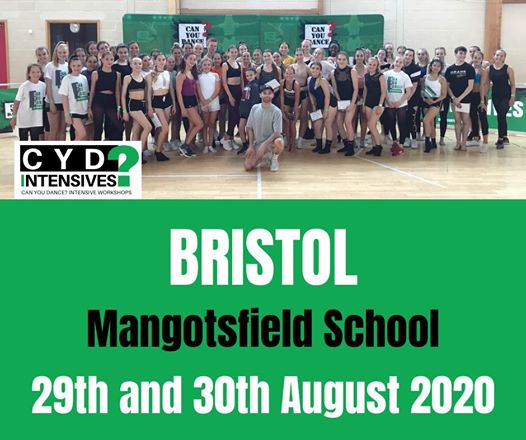 CAN YOU DANCE?
CAN YOU DANCE?
CYD?
INTENSIVES
CAN YOU DANCE? INTENSIVE WORKSHOPS
BRISTOL
Mangotsfield School
29th and 30th August 2020